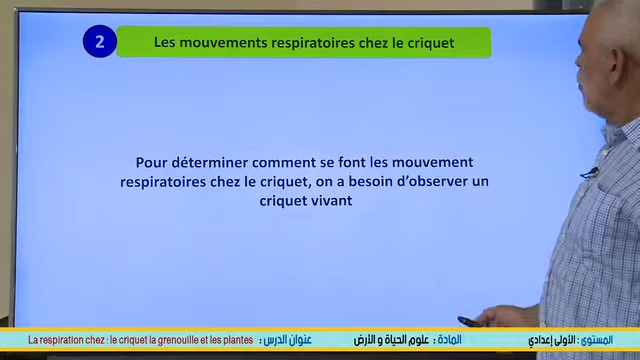 2
Les mouvements respiratoires chez le criquet
Pour déterminer comment se font les mouvement
respiratoires chez le criquet, on a besoin d'observer un
criquet vivant
المستوى : الأولى إعدادي
المادة : علوم الحياة و الأرض
عنوان الدرس : La respiration chez : le criquet la grenouille et les plantes